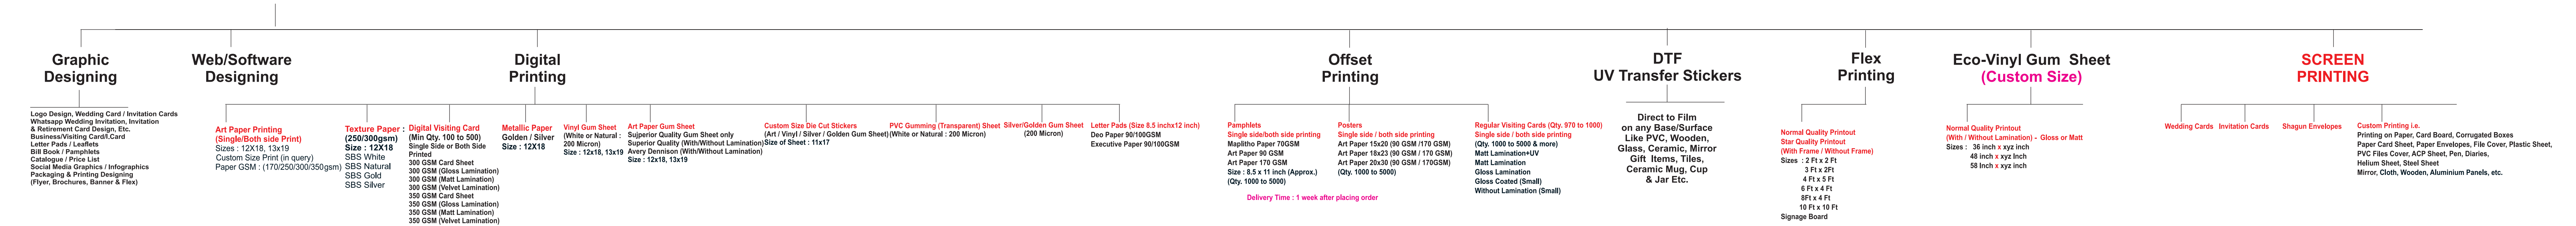 Graphic
Designing
Logo Design, Wedding Card / Invitation Cards
Whatsapp Wedding Invitation, Invitation
& Retirement Card Design, Etc.
Business/Visiting Card/I.Card
Letter Pads / Leaflets
Bill Book / Pamphlets
Catalogue / Price List
Social Media Graphics / Infographics
Packaging & Printing Designing
(Flyer, Brochures, Banner & Flex)
Web/Software
Designing
Digital
Printing
Art Paper Printing
(Single/Both side Print)
Sizes : 12X18, 13x19
Custom Size Print (in query)
Paper GSM : (170/250/300/350gsm)
Texture Paper :
(250/300gsm)
Size : 12X18
SBS White
SBS Natural
SBS Gold
SBS Silver
Digital Visiting Card
(Min Qty. 100 to 500)
Single Side or Both Side
Printed
300 GSM Card Sheet
300 GSM (Gloss Lamination)
300 GSM (Matt Lamination)
300 GSM (Velvet Lamination)
350 GSM Card Sheet
350 GSM (Gloss Lamination)
350 GSM (Matt Lamination)
350 GSM (Velvet Lamination)
Metallic Paper
Golden / Silver
Size : 12X18
Vinyl Gum Sheet
(White or Natural :
200 Micron)
Size : 12x18, 13x19
Art Paper Gum Sheet
Sujperior Quality Gum Sheet only
Superior Quality (With/Without Lamination)
Avery Dennison (With/Without Lamination)
Size : 12x18, 13x19
Custom Size Die Cut Stickers
(Art / Vinyl / Silver / Golden Gum Sheet)
Size of Sheet : 11x17
PVC Gumming (Transparent) Sheet
(White or Natural : 200 Micron)
Silver/Golden Gum Sheet
(200 Micron)
Letter Pads (Size 8.5 inchx12 inch)
Deo Paper 90/100GSM
Executive Paper 90/100GSM
Offset
Printing
Pamphlets
Single side/both side printing
Maplitho Paper 70GSM
Art Paper 90 GSM
Art Paper 170 GSM
Size : 8.5 x 11 inch (Approx.)
(Qty. 1000 to 5000)
Delivery Time : 1 week after placing order
Posters
Single side / both side printing
Art Paper 15x20 (90 GSM /170 GSM)
Art Paper 18x23 (90 GSM / 170 GSM)
Art Paper 20x30 (90 GSM / 170GSM)
(Qty. 1000 to 5000)
Regular Visiting Cards (Qty. 970 to 1000)
Single side / both side printing
(Qty. 1000 to 5000 & more)
Matt Lamination+UV
Matt Lamination
Gloss Lamination
Gloss Coated (Small)
Without Lamination (Small)
DTF
UV Transfer Stickers
Direct to Film
on any Base/Surface
Like PVC, Wooden,
Glass, Ceramic, Mirror
Gift Items, Tiles,
Ceramic Mug, Cup
& Jar Etc.
Flex
Printing
Normal Quality Printout
Star Quality Printout
(With Frame / Without Frame)
Sizes : 2 Ft x 2 Ft
3 Ft x 2Ft
4 Ft x 5 Ft
6 Ft x 4 Ft
8Ft x 4 Ft
10 Ft x 10 Ft
Signage Board
Eco-Vinyl Gum Sheet
(Custom Size)
Normal Quality Printout
(With / Without Lamination) - Gloss or Matt
Sizes : 36 inch x xyz inch
48 inch x xyz Inch
58 Inch x xyz inch
SCREEN
PRINTING
Wedding Cards
Invitation Cards
Shagun Envelopes
Custom Printing i.e.
Printing on Paper, Card Board, Corrugated Boxes
Paper Card Sheet, Paper Envelopes, File Cover, Plastic Sheet,
PVC Files Cover, ACP Sheet, Pen, Diaries,
Helium Sheet, Steel Sheet
Mirror, Cloth, Wooden, Aluminium Panels, etc.